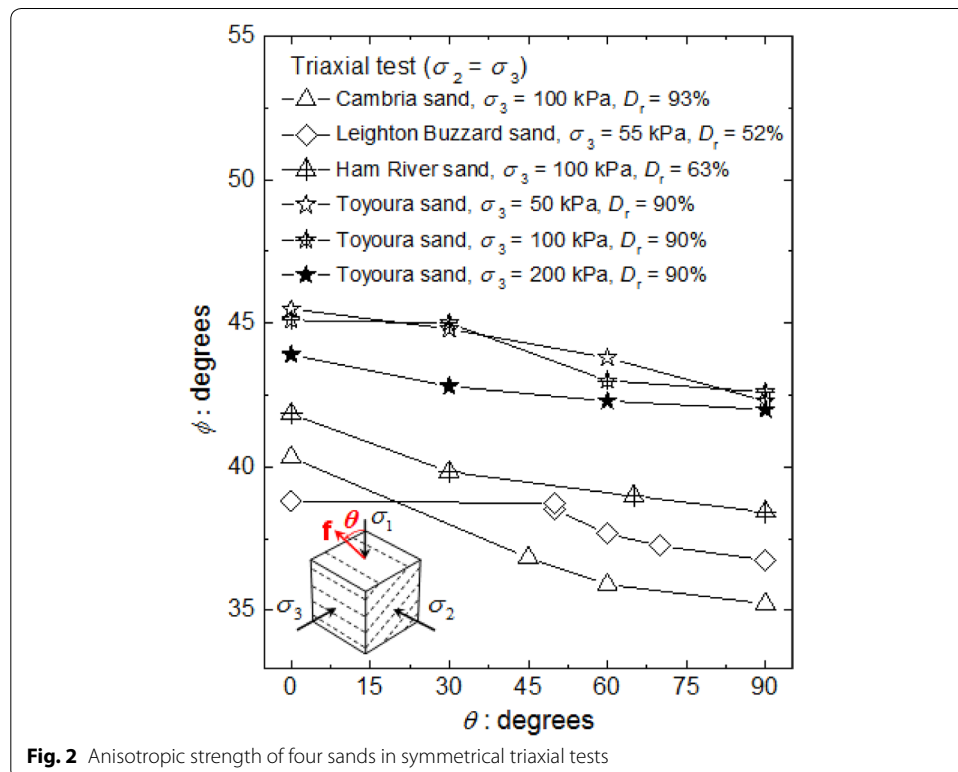 55
50
45
40
35
ϕ : degrees
Triaxial test (σ2 = σ3)
Cambria sand, σ3 = 100 kPa, Dr = 93%
Leighton Buzzard sand, σ3 = 55 kPa, Dr = 52%
Ham River sand, σ3 = 100 kPa, Dr = 63%
Toyoura sand, σ3 = 50 kPa, Dr = 90%
Toyoura sand, σ3 = 100 kPa, Dr = 90%
Toyoura sand, σ3 = 200 kPa, Dr = 90%
f θ σ1
σ3 σ2
0 15 30 45 60 75 90
θ : degrees
Fig. 2 Anisotropic strength of four sands in symmetrical triaxial tests